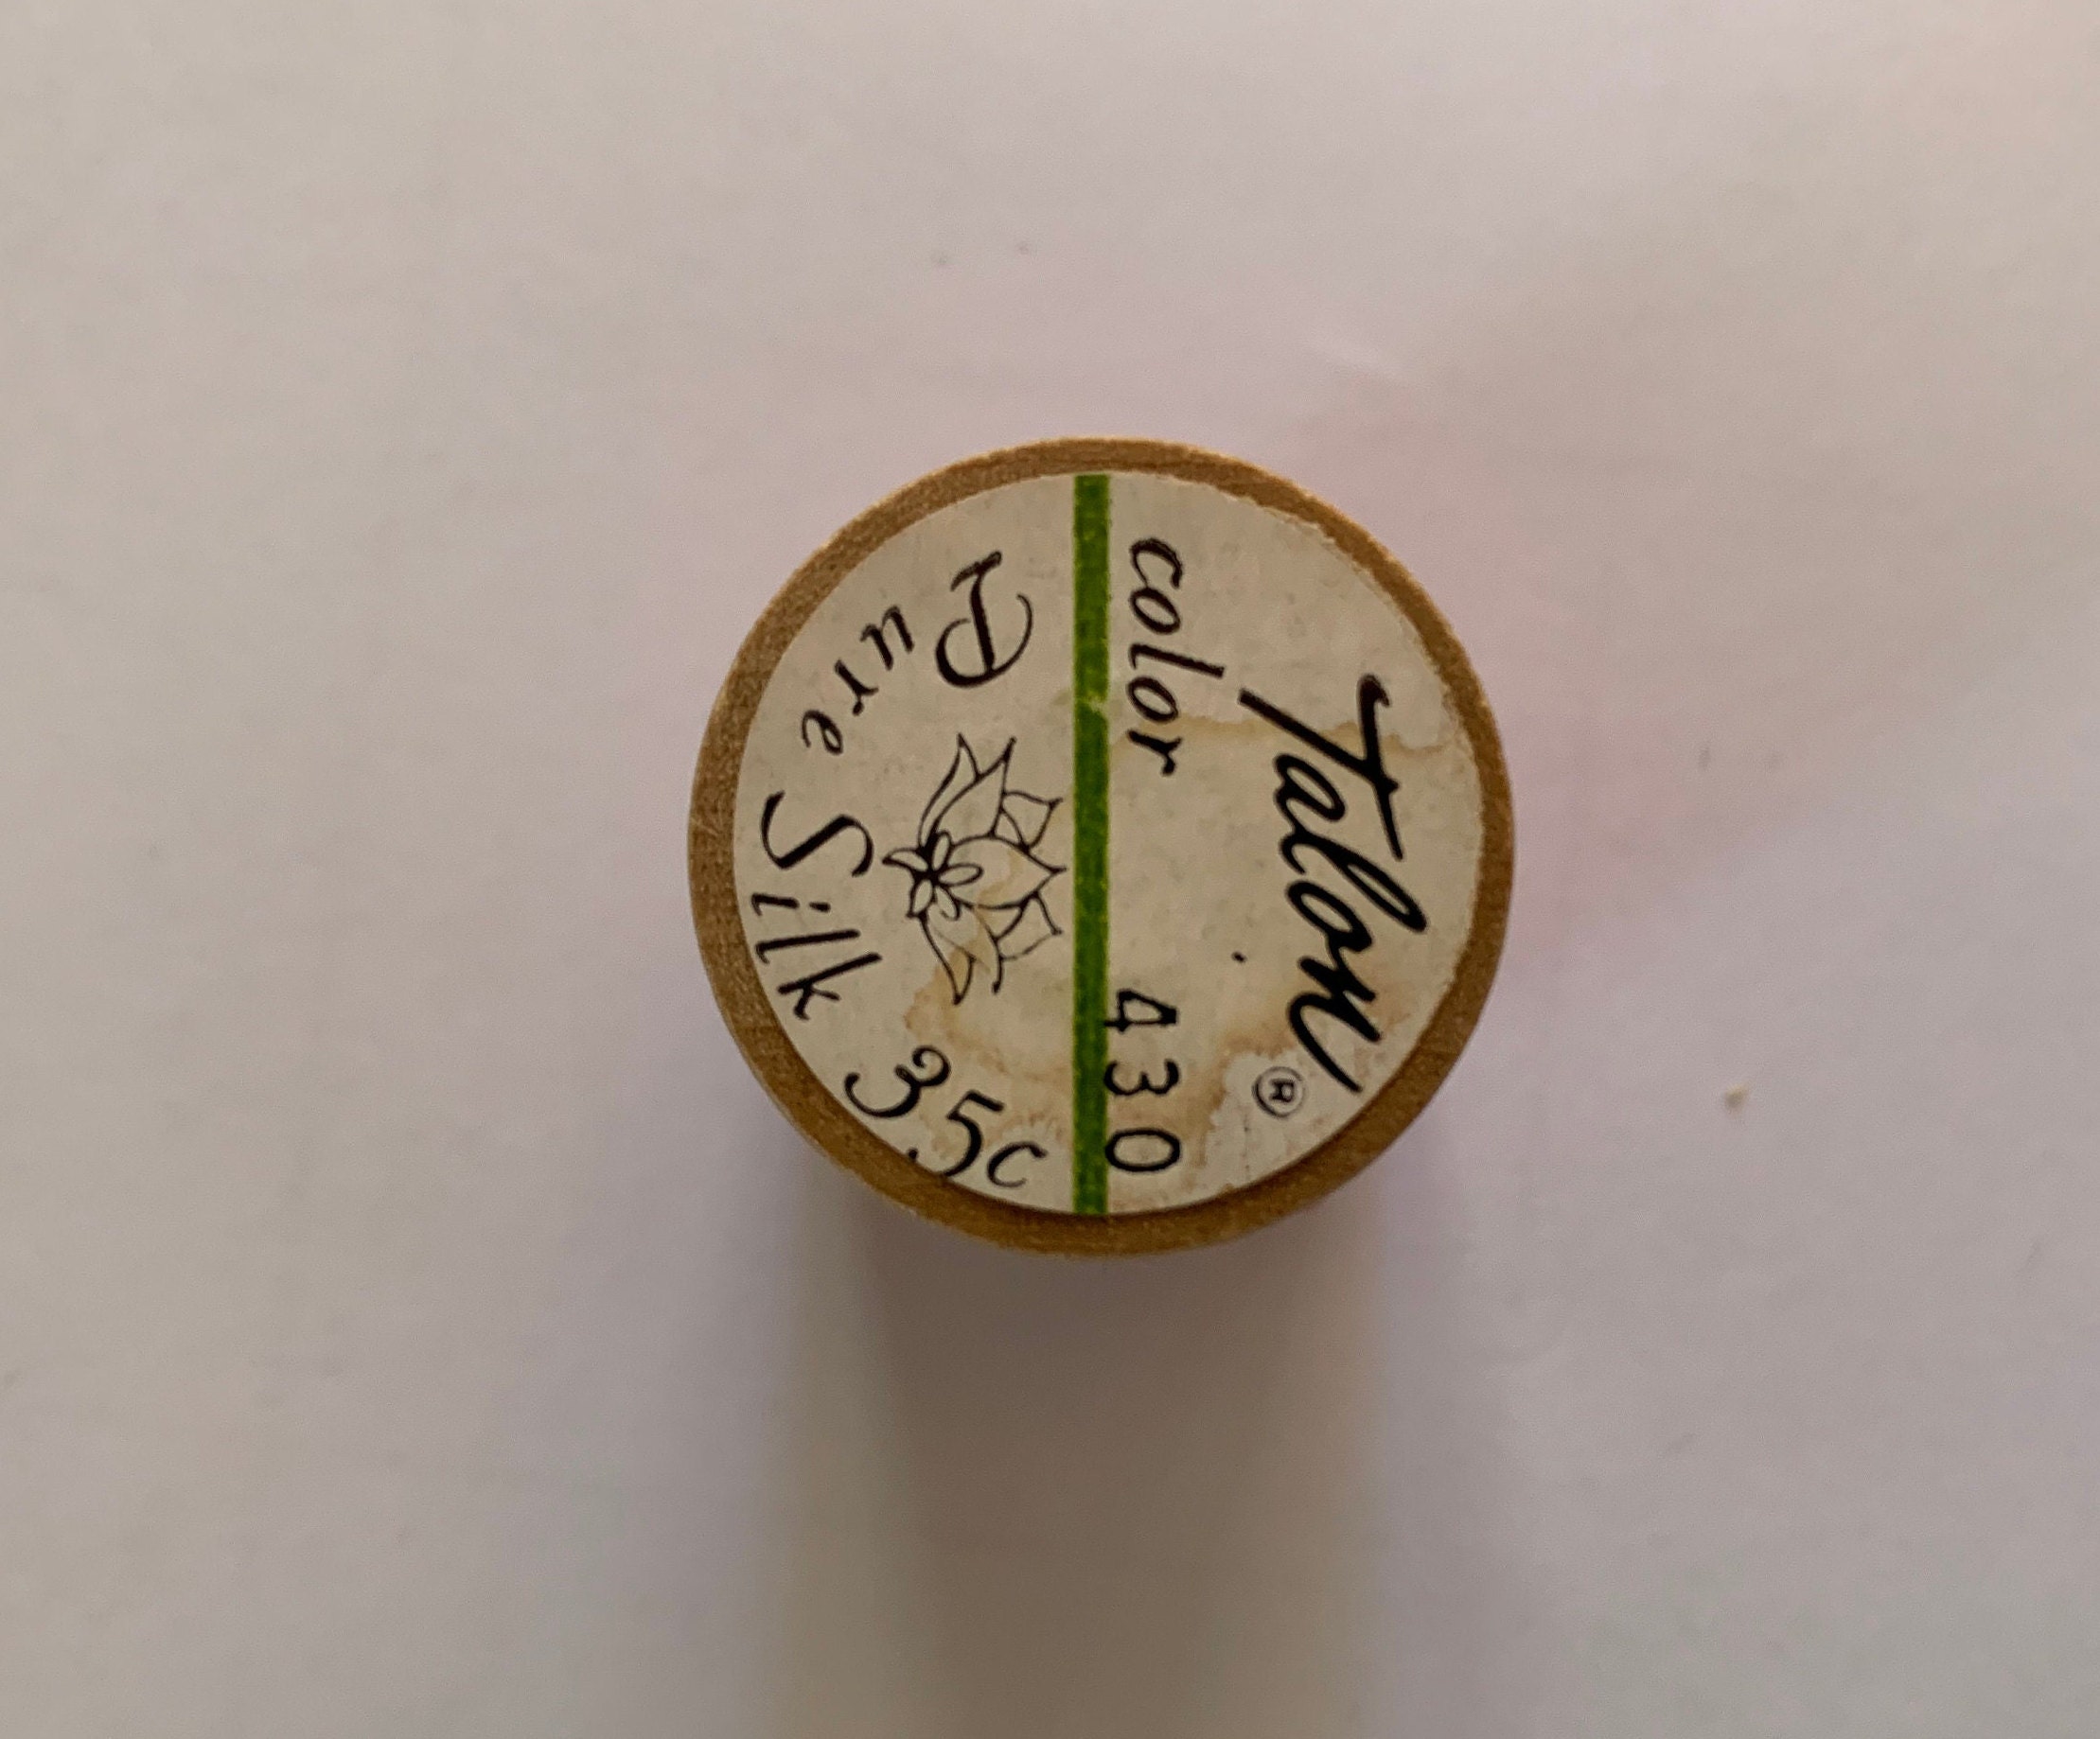 Talon ®
color 430
Pure Silk 35c